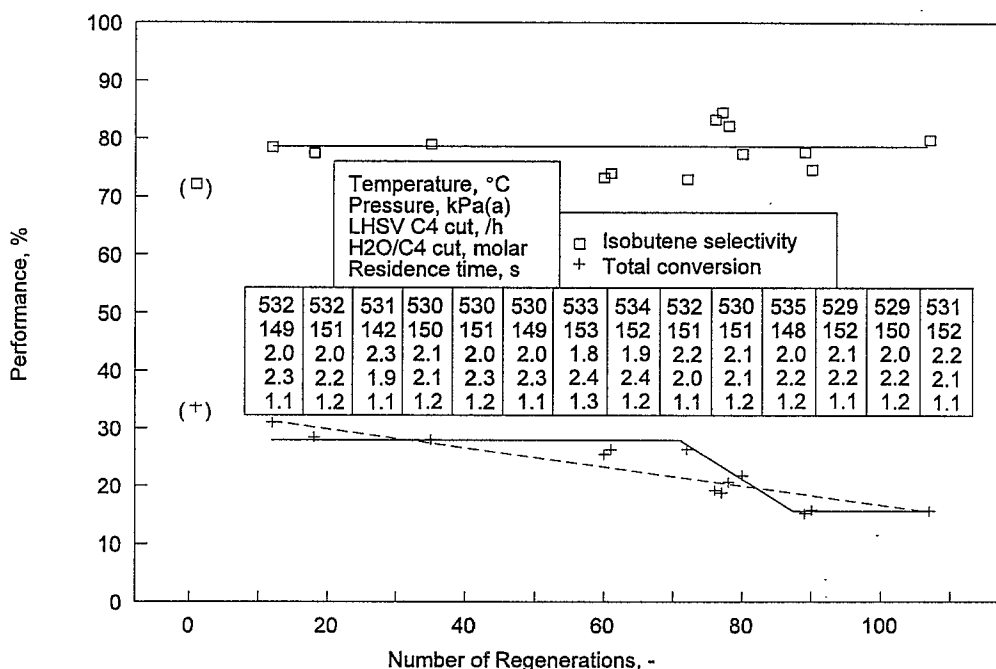 100
90
80
70
60
50
40
30
20
10
0
Performance, %
( )
( )
Temperature, °C
Pressure, kPa(a)
LHSV C4 cut, /h
H2O/C4 cut, molar
Residence time, s
Isobutene selectivity
+ Total conversion
532 532 531 530 530 530 533 534 532 530 535 529 529 531
149 151 142 150 151 149 153 152 151 151 148 152 150 152
2.0 2.0 2.3 2.1 2.0 2.0 1.8 1.9 2.2 2.1 2.0 2.1 2.0 2.2
2.3 2.2 1.9 2.1 2.3 2.3 2.4 2.4 2.0 2.1 2.2 2.2 2.2 2.1
1.1 1.2 1.1 1.2 1.2 1.1 1.3 1.2 1.1 1.2 1.2 1.1 1.2 1.1
0 20 40 60 80 100
Number of Regenerations, -